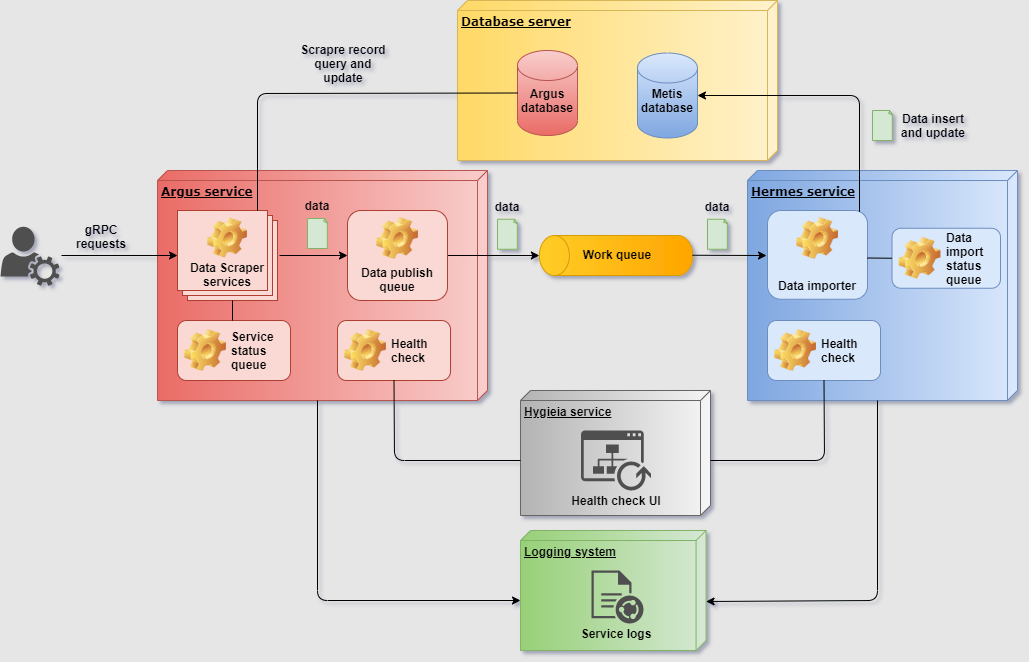 Database server
Scrapre record
query and
update
Argus
database
Metis
database
Data insert
and update
Argus service
Hermes service
gRPC
requests
Data Scraper
services
data
Data publish
queue
data
Work queue
data
Data importer
Data
import
status
queue
Service
status
queue
Health
check
Health
check
Hygieia service
Health check UI
Logging system
Service logs